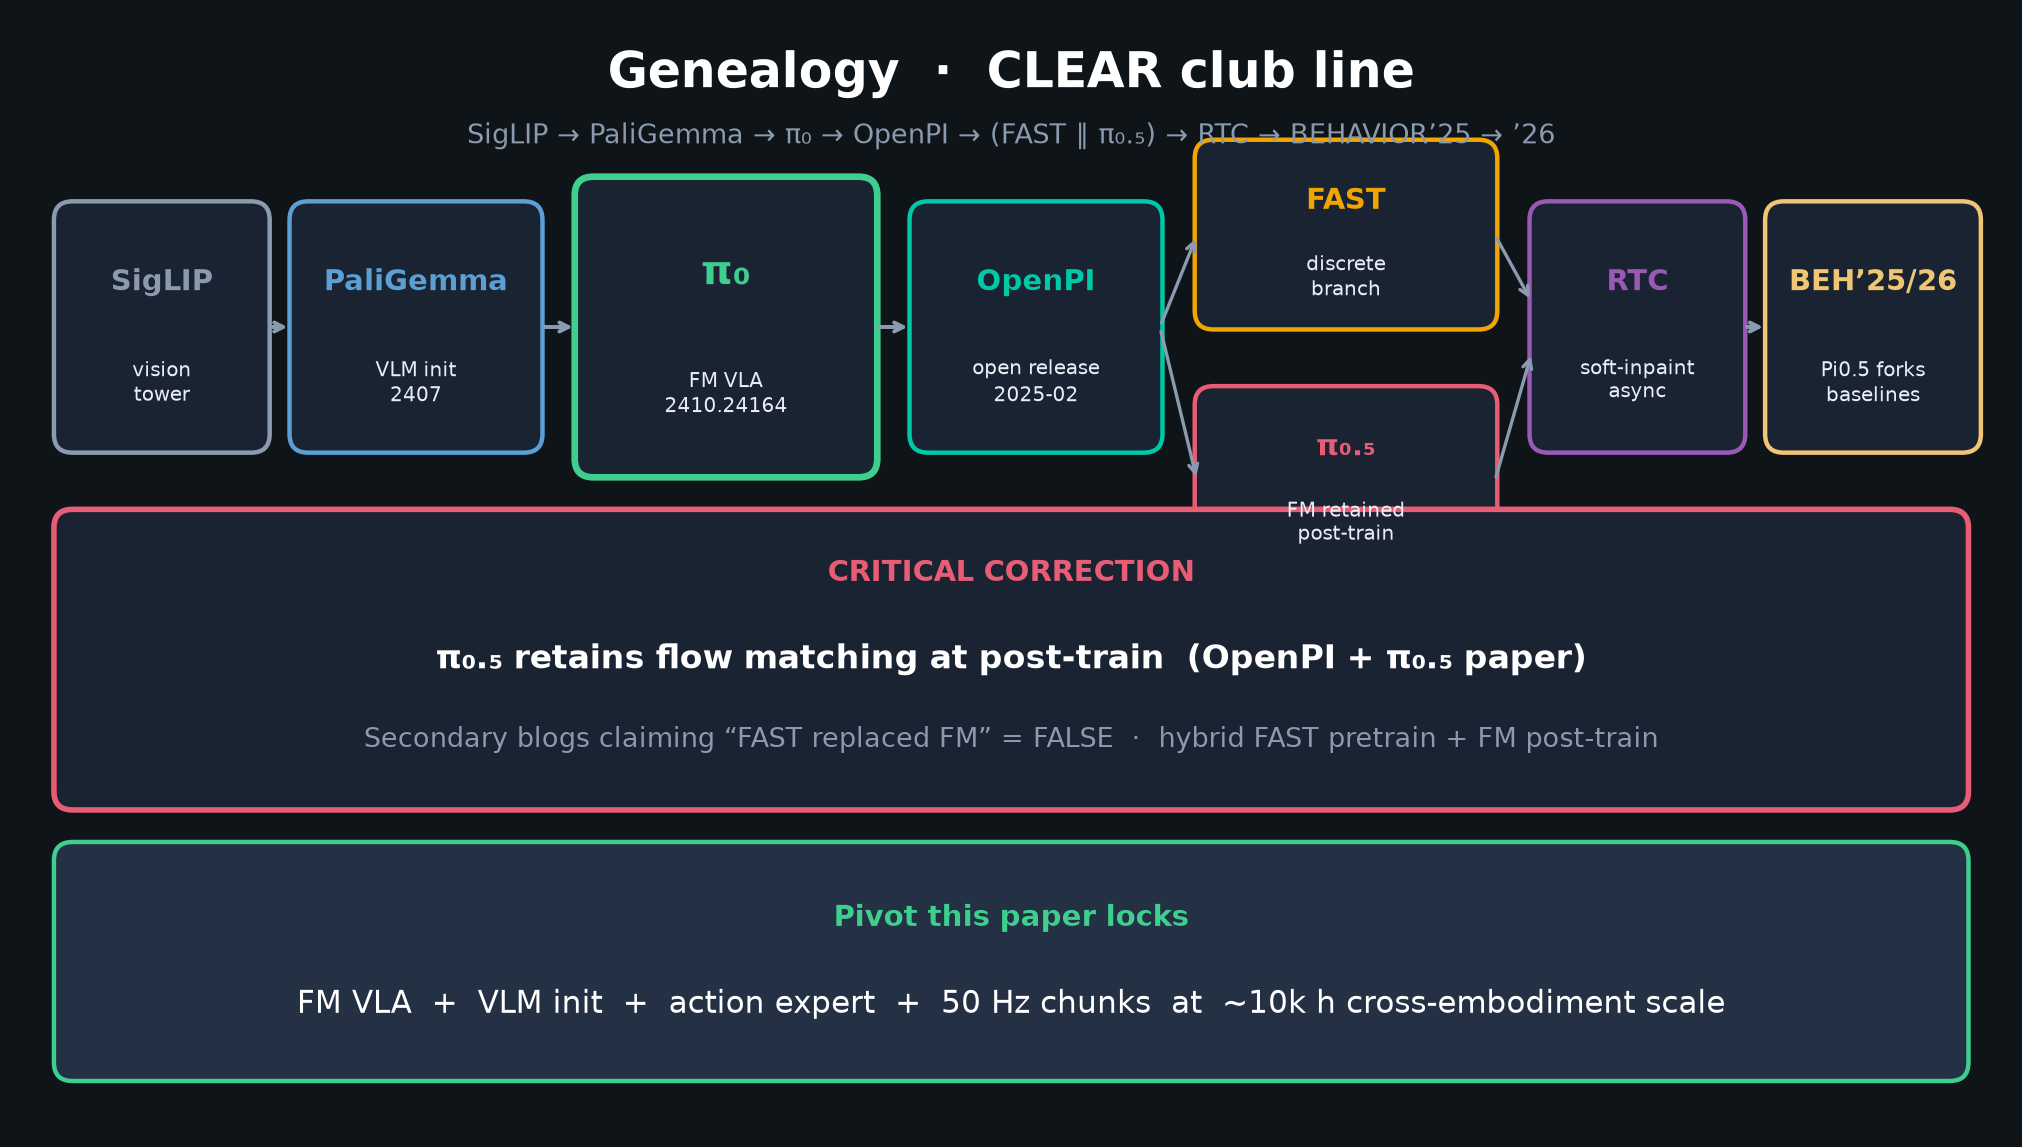 Genealogy · CLEAR club line
SigLIP → PaliGemma → π₀ → OpenPI → (FAST ∥ π₀.₅) → RTC → BEHAVIOR’25 → ’26
SigLIP
vision
tower
PaliGemma
VLM init
2407
π₀
FM VLA
2410.24164
OpenPI
open release
2025-02
FAST
discrete
branch
π₀.₅
FM retained
post-train
RTC
soft-inpaint
async
BEH’25/26
Pi0.5 forks
baselines
CRITICAL CORRECTION
π₀.₅ retains flow matching at post-train (OpenPI + π₀.₅ paper)
Secondary blogs claiming “FAST replaced FM” = FALSE · hybrid FAST pretrain + FM post-train
Pivot this paper locks
FM VLA + VLM init + action expert + 50 Hz chunks at ~10k h cross-embodiment scale